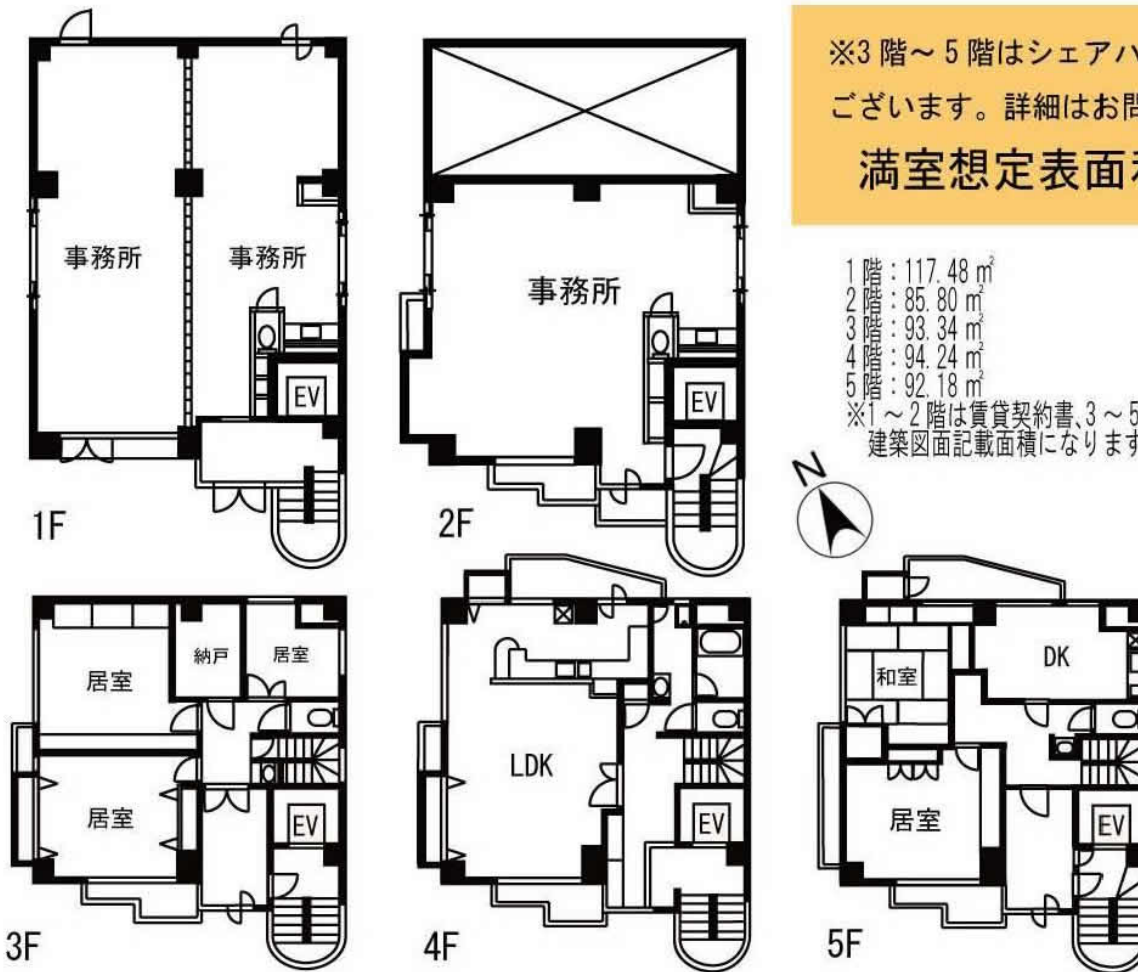 ※3階～5階はシェアハ
ございます。詳細はお問
満室想定表面
1階：117.48㎡
2階：85.80㎡
3階：93.34㎡
4階：94.24㎡
5階：92.18㎡
※1～2階は賃貸契約書、3～5
建築図面記載面積になります
N
事務所
事務所
EV
1F
事務所
EV
2F
居室
納戸
居室
居室
EV
3F
LDK
EV
4F
和室
DK
居室
EV
5F